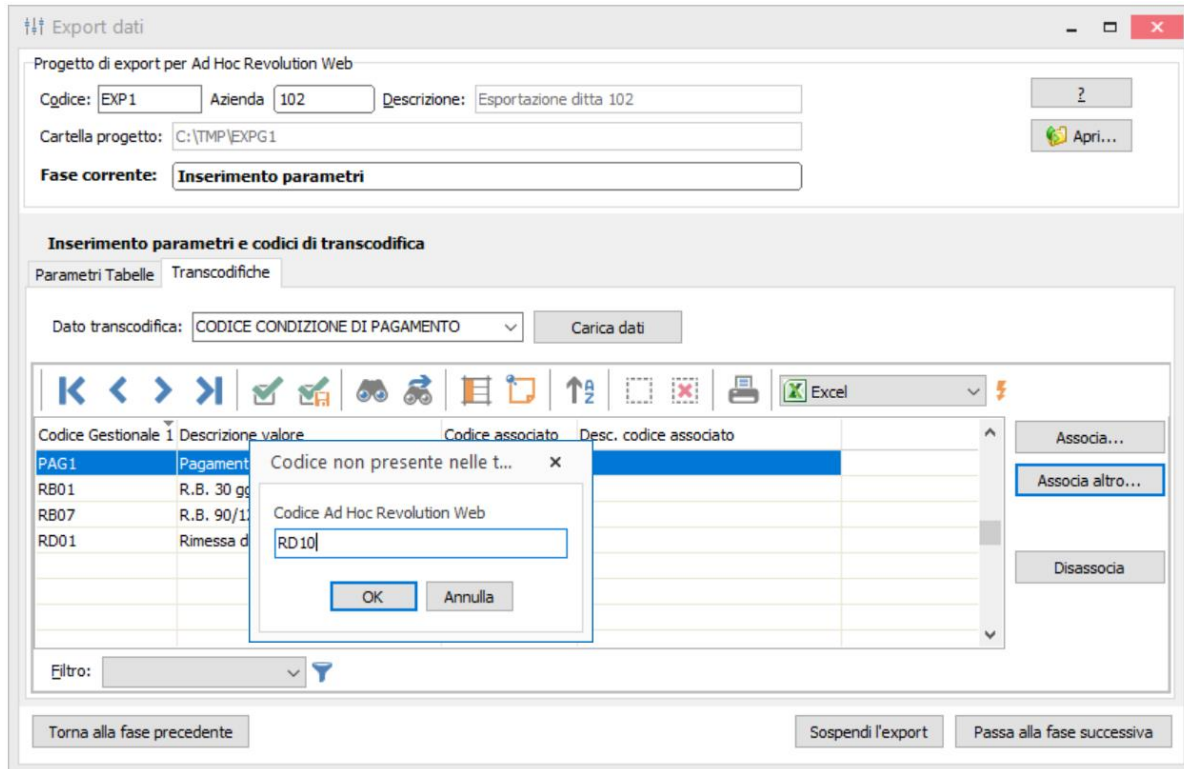 Export dati
Progetto di export per Ad Hoc Revolution Web
Codice: EXP1 Azienda 102 Descrizione: Esportazione ditta 102 ?
Cartella progetto: C:\TMP\EXPG1 Apri...
Fase corrente: Inserimento parametri
Inserimento parametri e codici di transcodifica
Parametri Tabelle Transcodifiche
Dato transcodifica: CODICE CONDIZIONE DI PAGAMENTO Carica dati
Excel
Codice Gestionale 1 Descrizione valore Codice associato Desc. codice associato Associa...
PAG1 Pagament
Associa altro...
RB01 R.B. 30 gg
RB07 R.B. 90/12
RD01 Rimessa d
Codice non presente nelle t...
Codice Ad Hoc Revolution Web
RD10
OK Annulla
Disassocia
Filtro:
Torna alla fase precedente Sospendi l'export Passa alla fase successiva